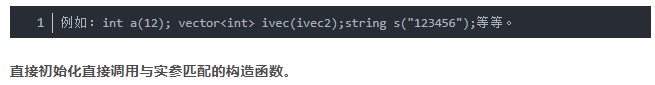 1 例如：int a(12); vector<int> ivec(ivec2);string s("123456");等等。
直接初始化直接调用与实参匹配的构造函数。